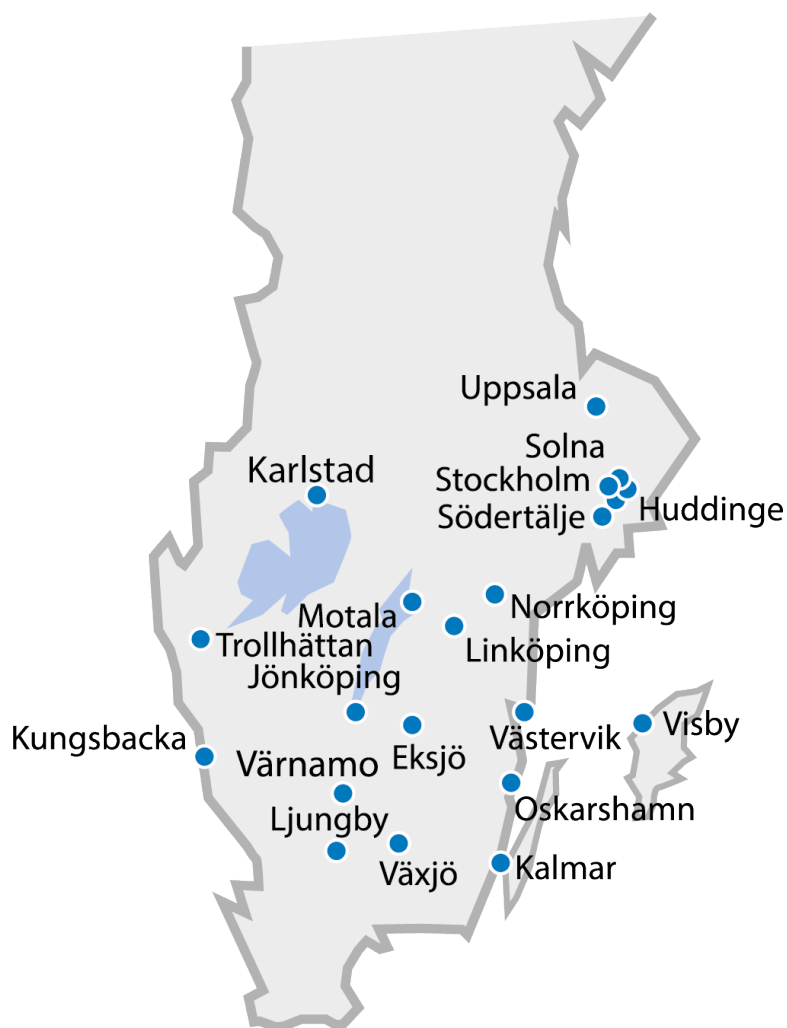 Uppsala
Solna
Karlstad
Stockholm
Huddinge
Södertälje
Motala
Norrköping
Trollhättan
Linköping
Jönköping
Kungsbacka
Västervik
Visby
Värnamo
Eksjö
Oskarshamn
Ljungby
Växjö
Kalmar